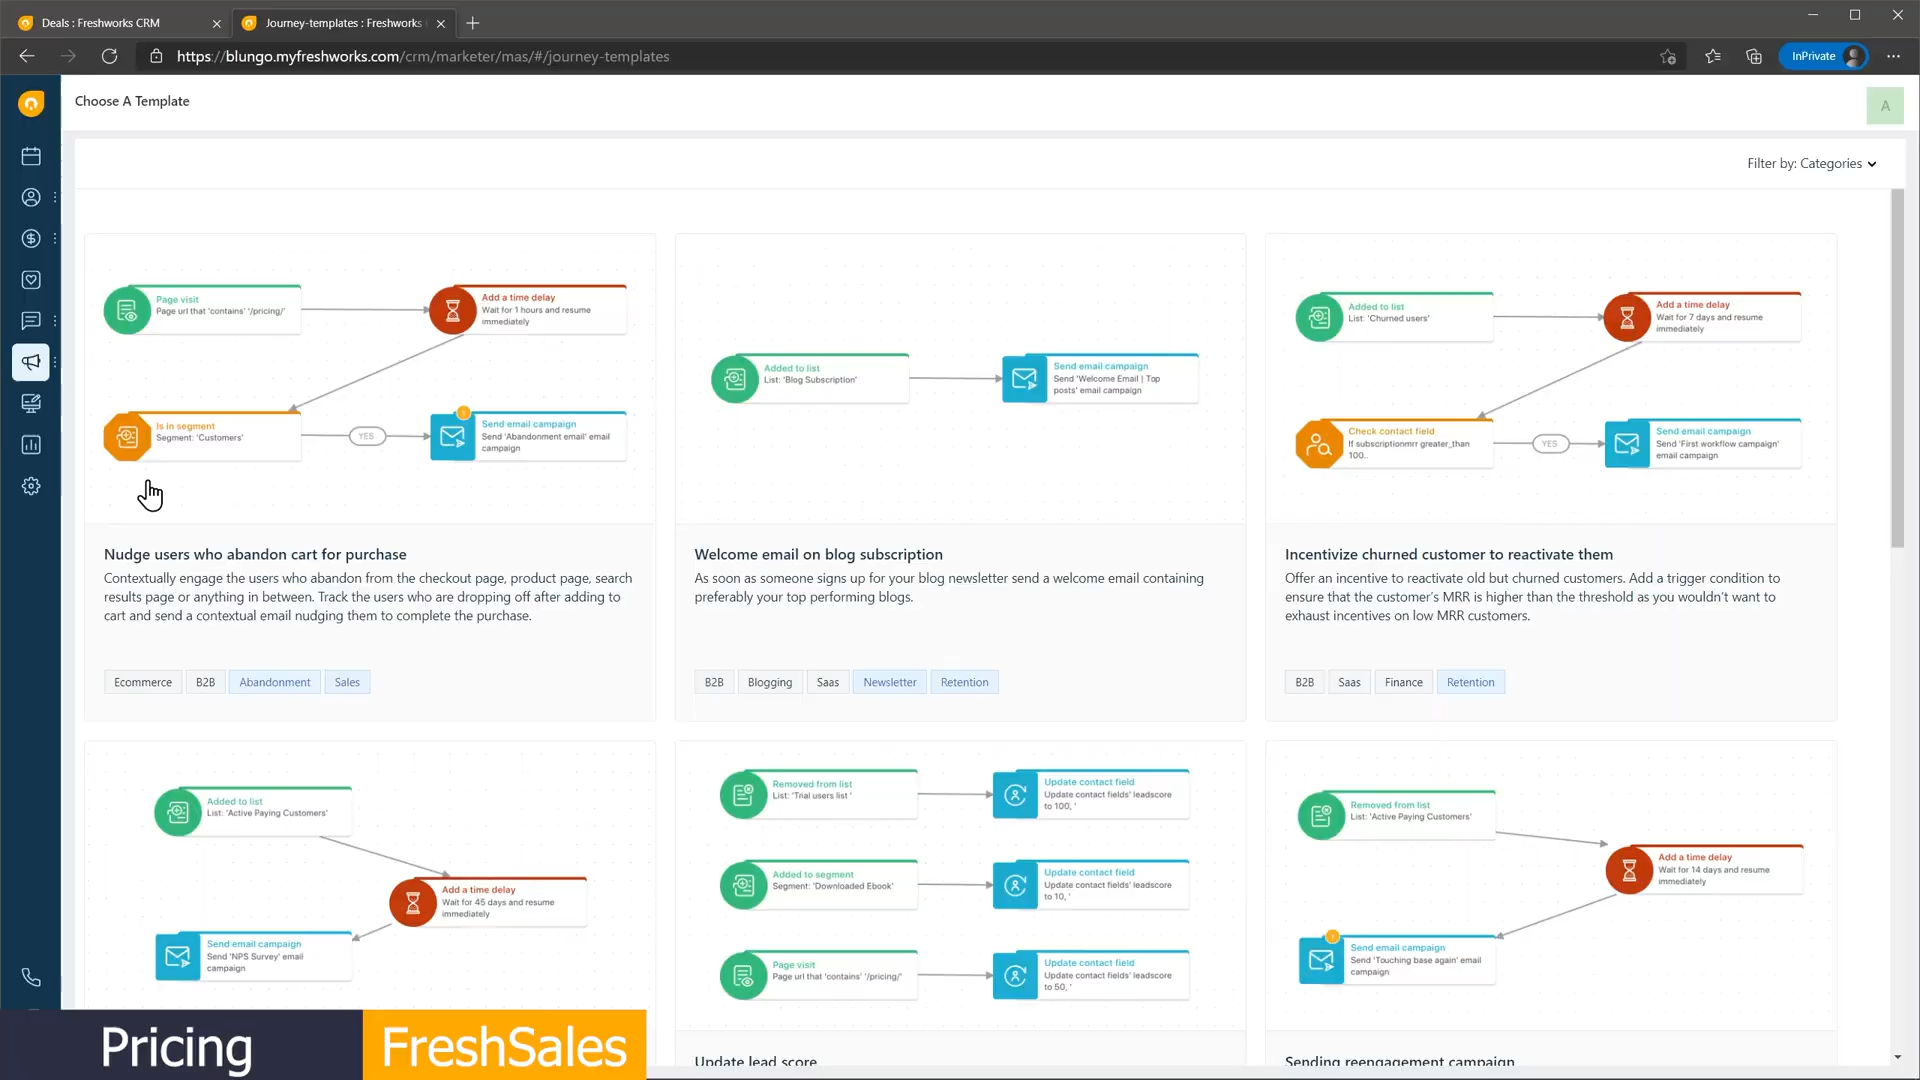 Deals : Freshworks CRM
Journey-templates : Freshworks
https://blungo.myfreshworks.com/crm/marketer/mas/#/journey-templates
InPrivate
Choose A Template
A
Filter by: Categories
Page visit
Page url that 'contains' '/pricing/'
Add a time delay
Wait for 1 hours and resume
immediately
Is in segment
Segment: 'Customers'
YES
Send email campaign
Send 'Abandonment email' email
campaign
Nudge users who abandon cart for purchase
Contextually engage the users who abandon from the checkout page, product page, search
results page or anything in between. Track the users who are dropping off after adding to
cart and send a contextual email nudging them to complete the purchase.
Ecommerce
B2B
Abandonment
Sales
Added to list
List: 'Blog Subscription'
Send email campaign
Send 'Welcome Email | Top
posts' email campaign
Welcome email on blog subscription
As soon as someone signs up for your blog newsletter send a welcome email containing
preferably your top performing blogs.
B2B
Blogging
Saas
Newsletter
Retention
Added to list
List: 'Churned users'
Add a time delay
Wait for 7 days and resume
immediately
Check contact field
If subscriptionmrr greater_than
100..
YES
Send email campaign
Send 'First workflow campaign'
email campaign
Incentivize churned customer to reactivate them
Offer an incentive to reactivate old but churned customers. Add a trigger condition to
ensure that the customer's MRR is higher than the threshold as you wouldn't want to
exhaust incentives on low MRR customers.
B2B
Saas
Finance
Retention
Added to list
List: 'Active Paying Customers'
Add a time delay
Wait for 45 days and resume
immediately
Send email campaign
Send 'NPS Survey' email
campaign
Removed from list
List: 'Trial users list '
Update contact field
Update contact fields' leadscore
to 100, '
Added to segment
Segment: 'Downloaded Ebook'
Update contact field
Update contact fields' leadscore
to 10, '
Page visit
Page url that 'contains' '/pricing/'
Update contact field
Update contact fields' leadscore
to 50, '
Update lead score
Removed from list
List: 'Active Paying Customers'
Add a time delay
Wait for 14 days and resume
immediately
Send email campaign
Send 'Touching base again' email
campaign
Sending reengagement campaign
Pricing
FreshSales